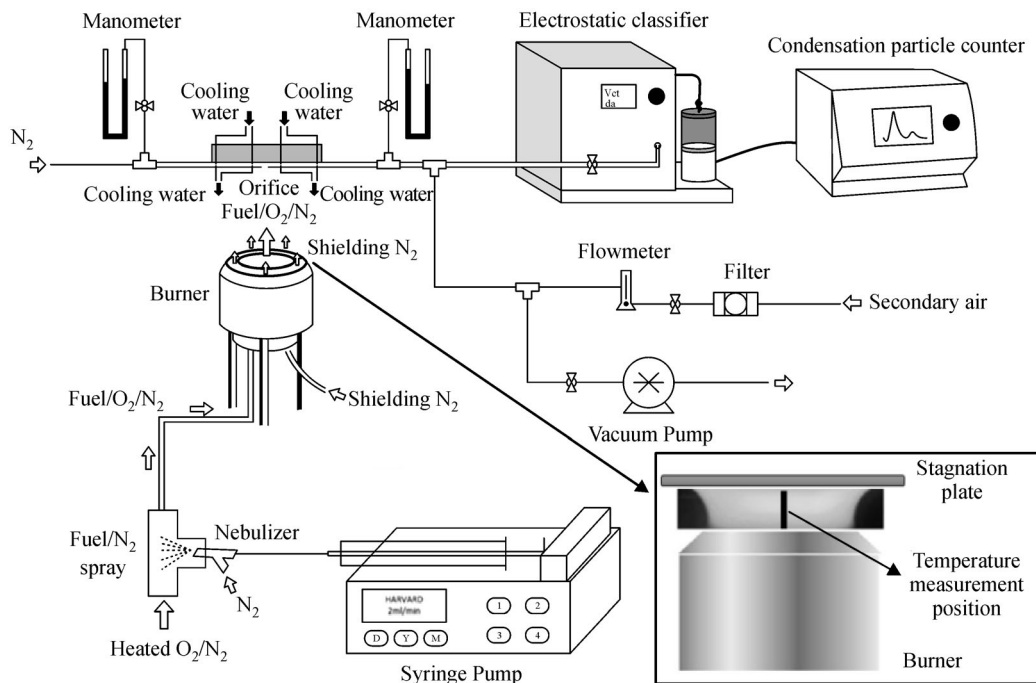 Manometer
Manometer
Electrostatic classifier
Condensation particle counter
Cooling
water
Cooling
water
Vct
da
N₂
Cooling water
Orifice
Cooling water
Fuel/O₂/N₂
Shielding N₂
Burner
Flowmeter
Filter
Secondary air
Shielding N₂
Fuel/O₂/N₂
Vacuum Pump
Stagnation
plate
Fuel/N₂
spray
Nebulizer
N₂
Heated O₂/N₂
HARVARD
2ml/min
D Y M
1 2
3 4
Syringe Pump
Temperature
measurement
position
Burner